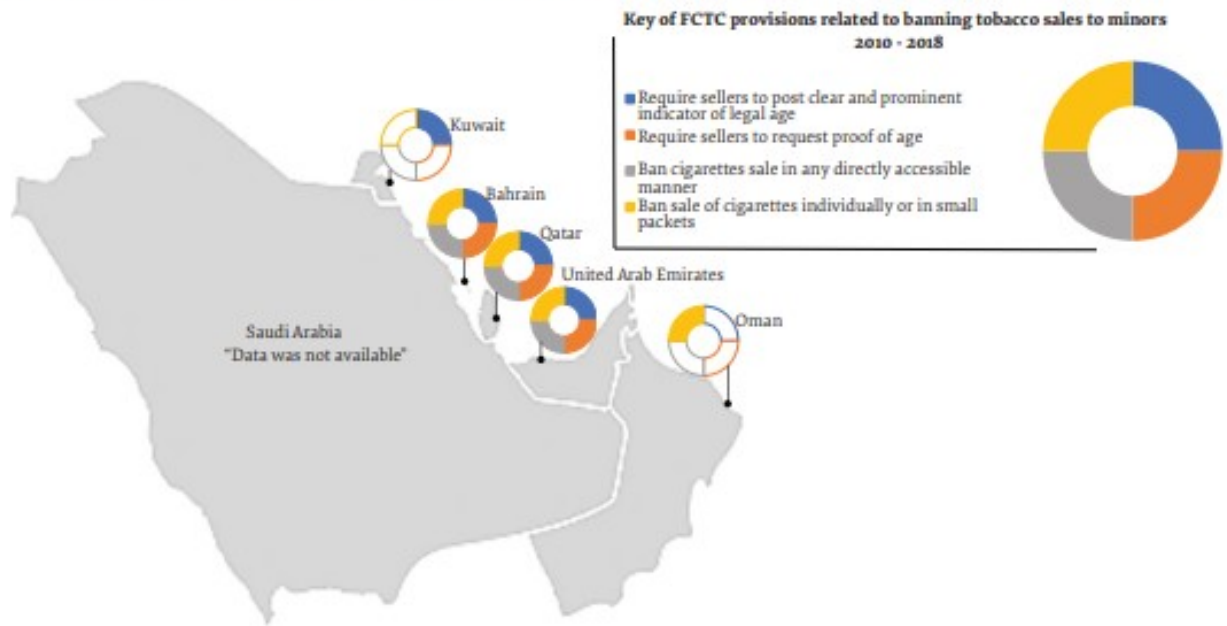 Key of FCTC provisions related to banning tobacco sales to minors
2010 - 2018
Require sellers to post clear and prominent
indicator of legal age
Require sellers to request proof of age
Ban cigarettes sale in any directly accessible
manner
Ban sale of cigarettes individually or in small
packets
Kuwait
Bahrain
Qatar
United Arab Emirates
Oman
Saudi Arabia
"Data was not available"